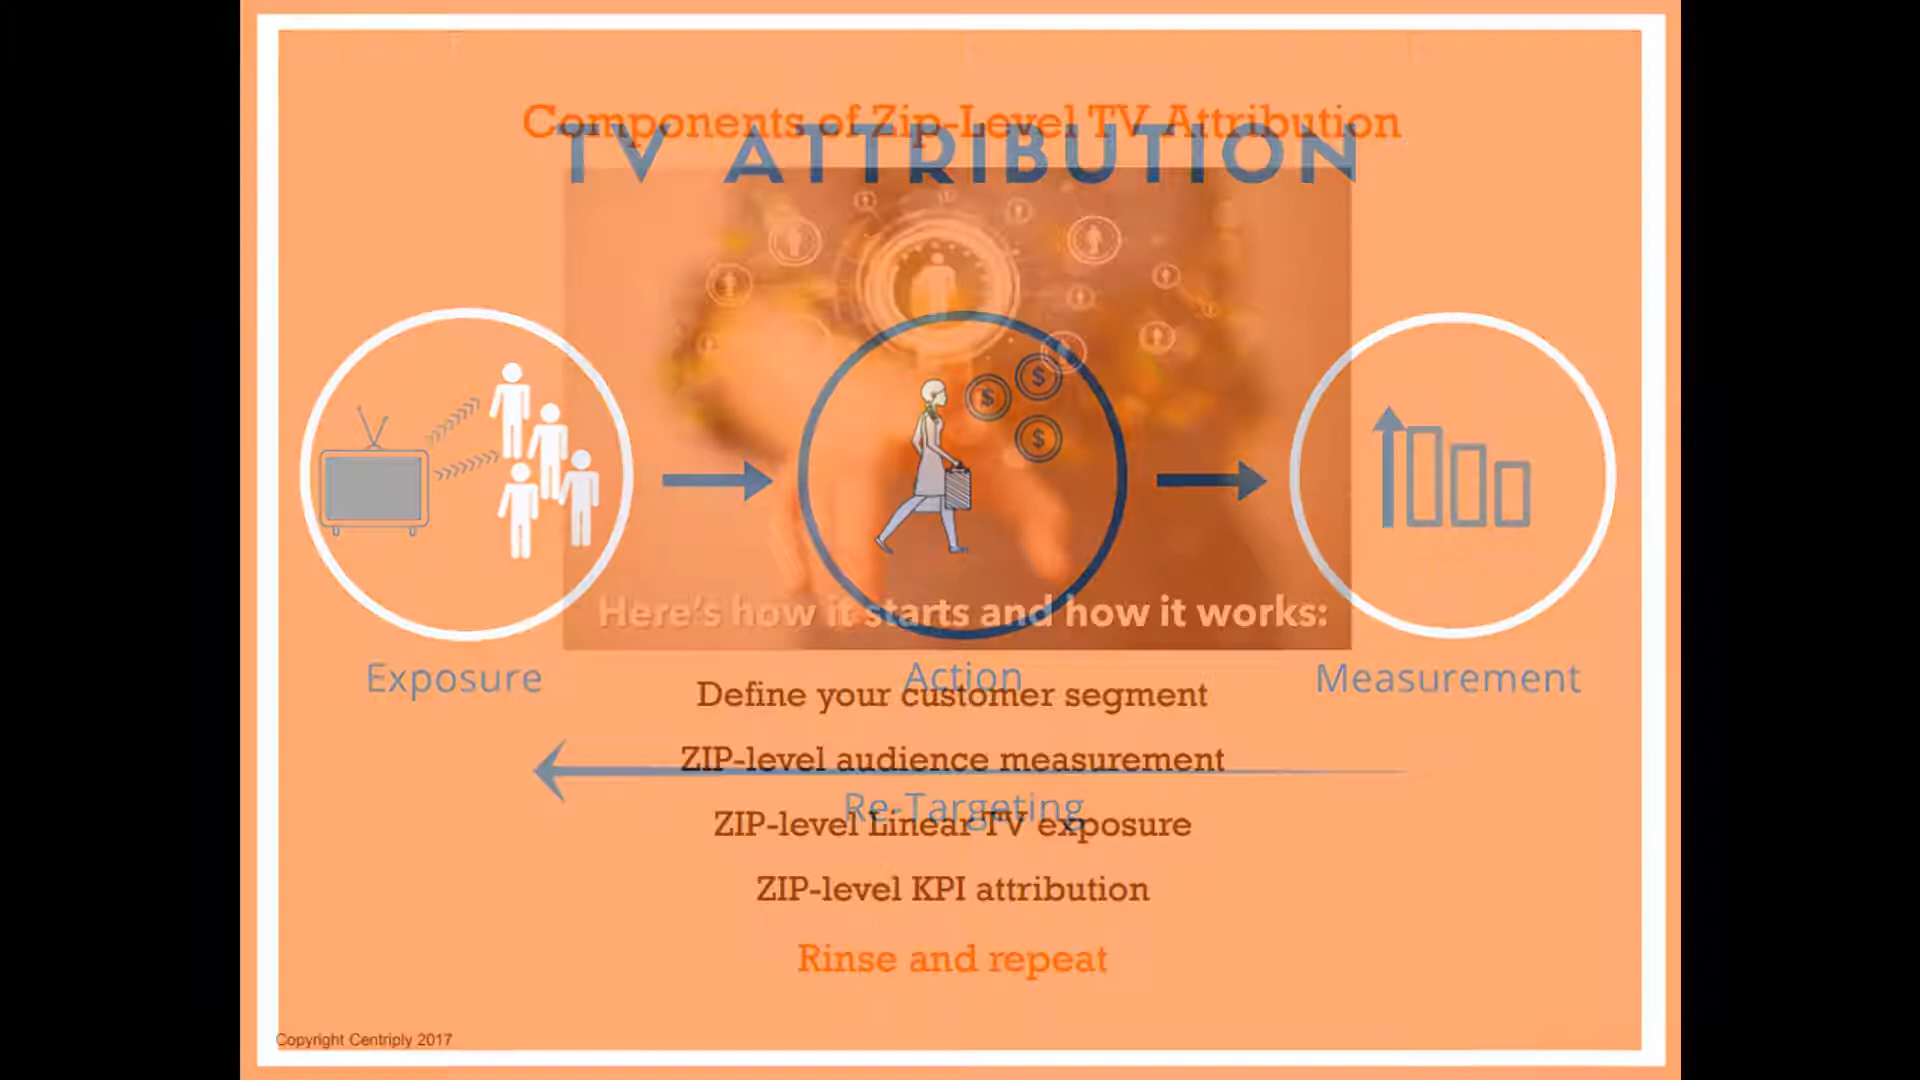 Components of Zip-Level TV Attribution
TV ATTRIBUTION
$
$
$
Here's how it starts and how it works:
Exposure
Action
Measurement
Define your customer segment
ZIP-level audience measurement
Re-Targeting
ZIP-level Linear TV exposure
ZIP-level KPI attribution
Rinse and repeat
Copyright Centriply 2017